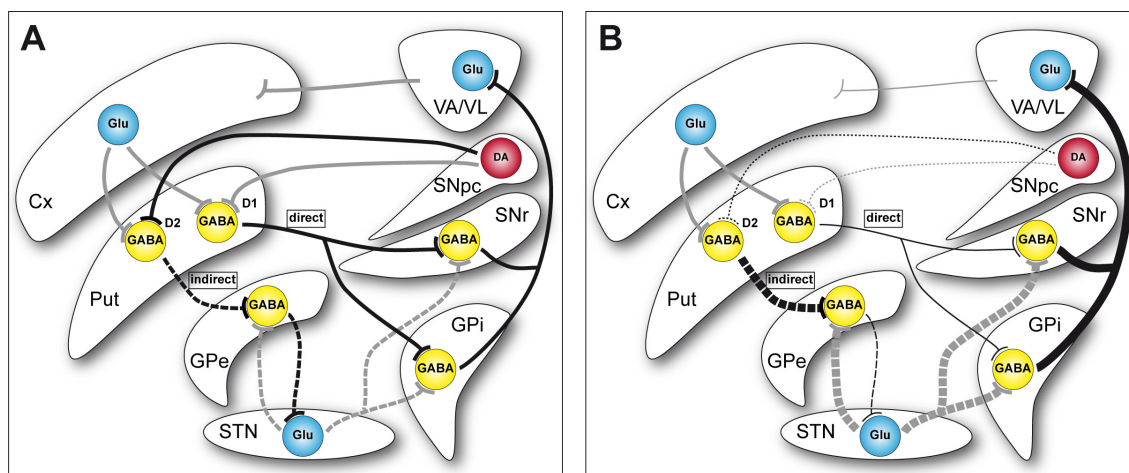 A
Glu
VA/VL
Glu
Cx
DA
SNpc
D1
D2
GABA
GABA
direct
SNr
GABA
indirect
Put
GABA
GPe
GPi
GABA
STN
Glu
B
Glu
VA/VL
Glu
Cx
DA
SNpc
D1
D2
GABA
GABA
direct
SNr
GABA
indirect
Put
GABA
GPe
GPi
GABA
STN
Glu